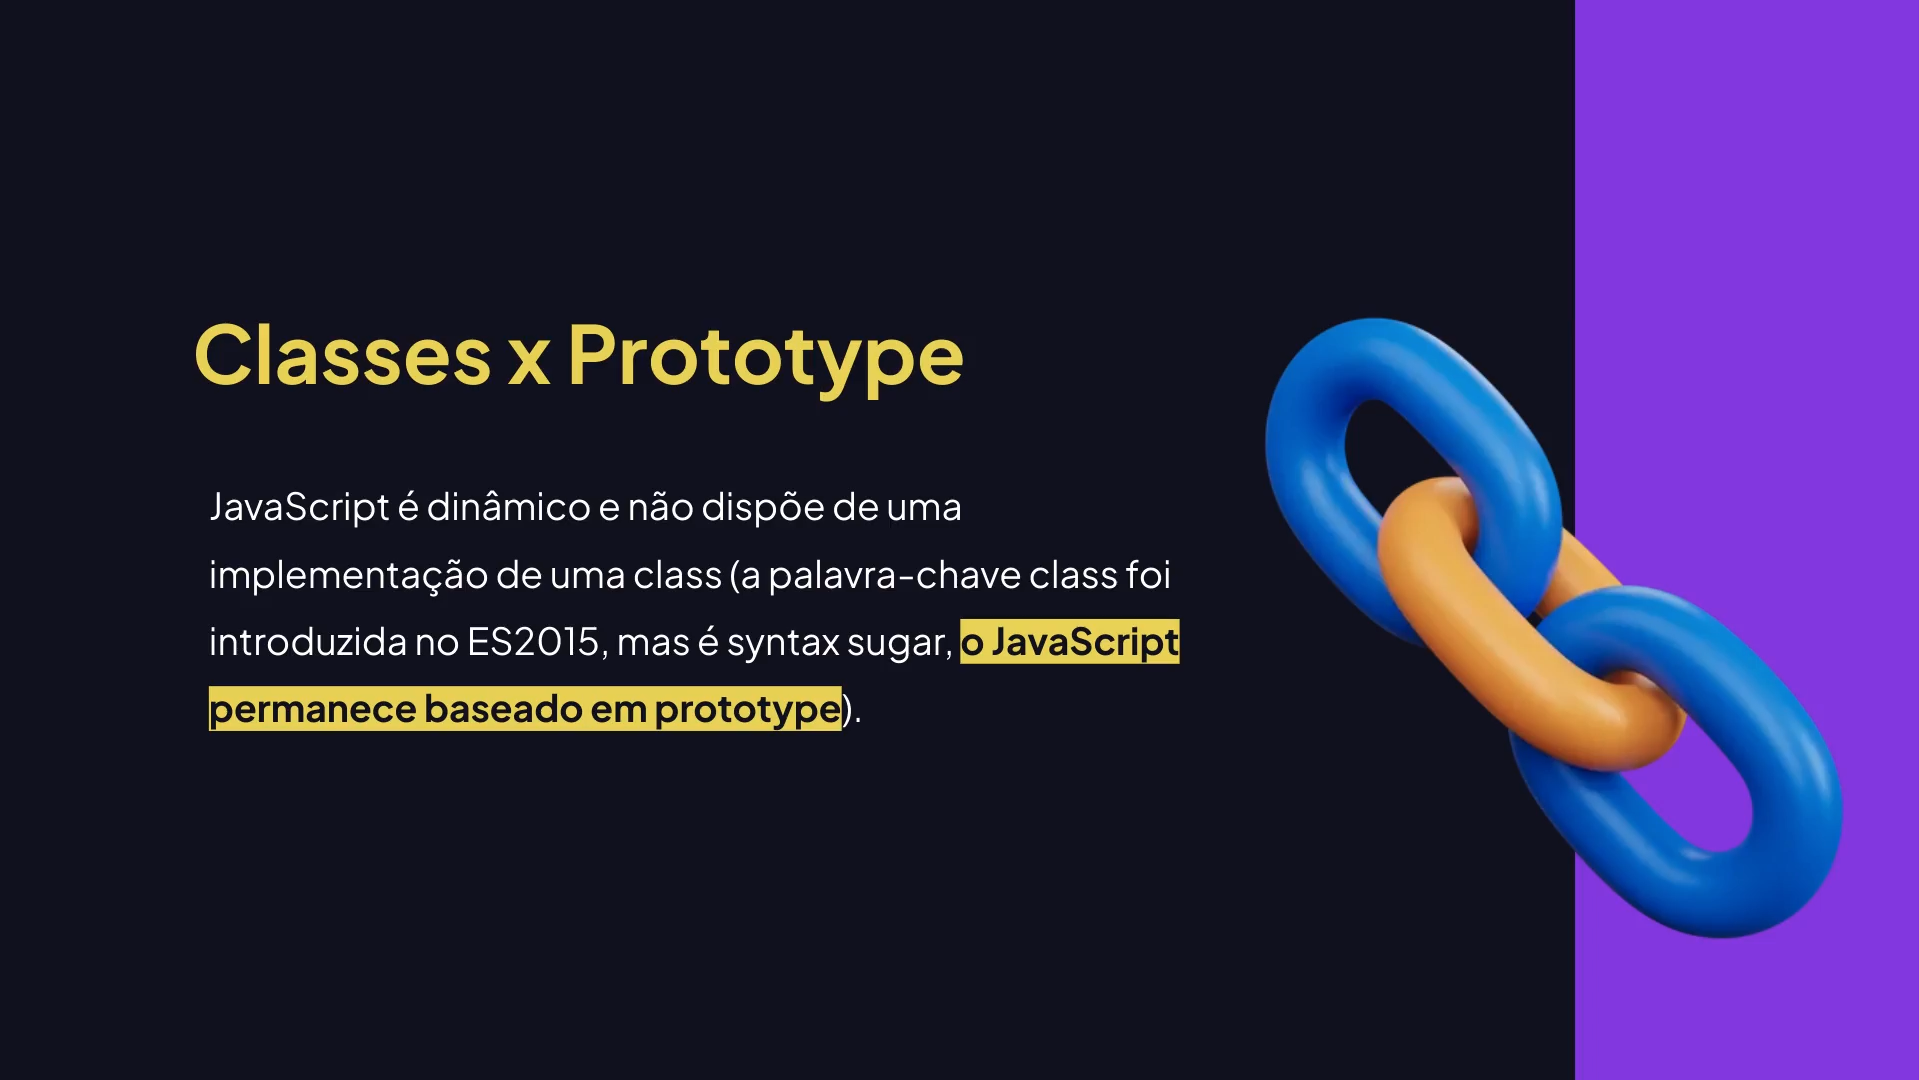 Classes x Prototype
JavaScript é dinâmico e não dispõe de uma
implementação de uma class (a palavra-chave class foi
introduzida no ES2015, mas é syntax sugar, o JavaScript
permanece baseado em prototype).